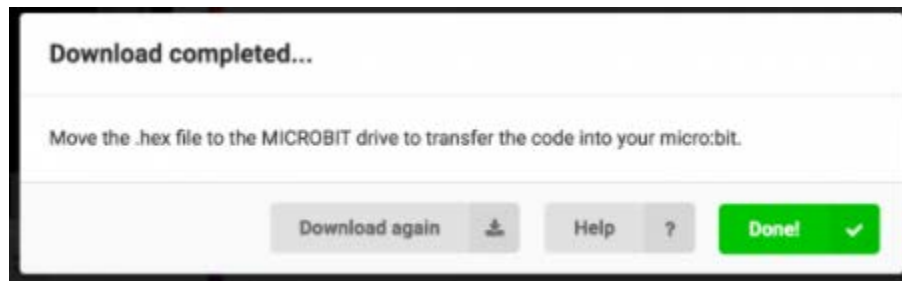 Download completed...
Move the .hex file to the MICROBIT drive to transfer the code into your micro:bit.
Download again
Help ?
Done!